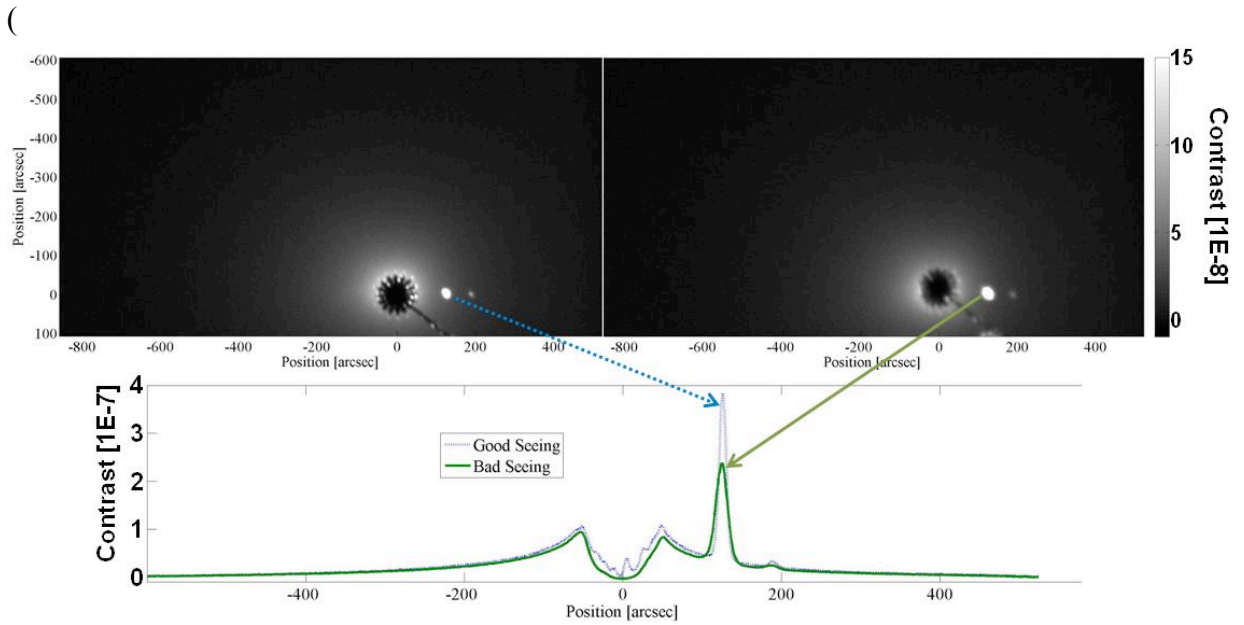 (
-600
-500
-400
-300
-200
-100
0
100
Position [arcsec]
-800 -600 -400 -200 0 200 400
Position [arcsec]
-800 -600 -400 -200 0 200 400
Position [arcsec]
15
10
5
0
Contrast [1E-8]
4
3
2
1
0
Contrast [1E-7]
Good Seeing
Bad Seeing
-400 -200 0 200 400
Position [arcsec]